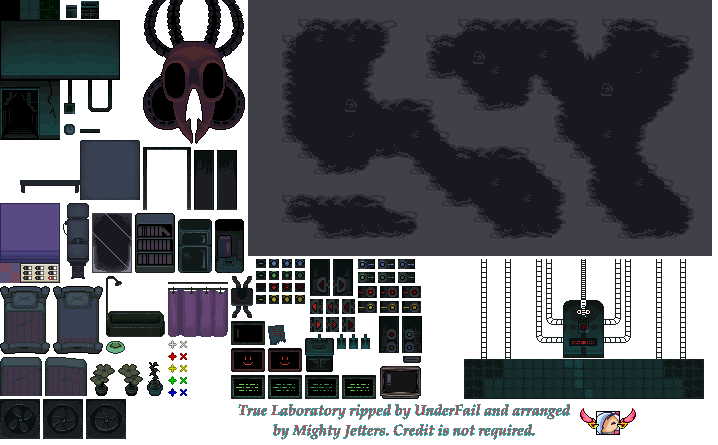 True Laboratory ripped by UnderFail and arranged
by Mighty Jetters. Credit is not required.